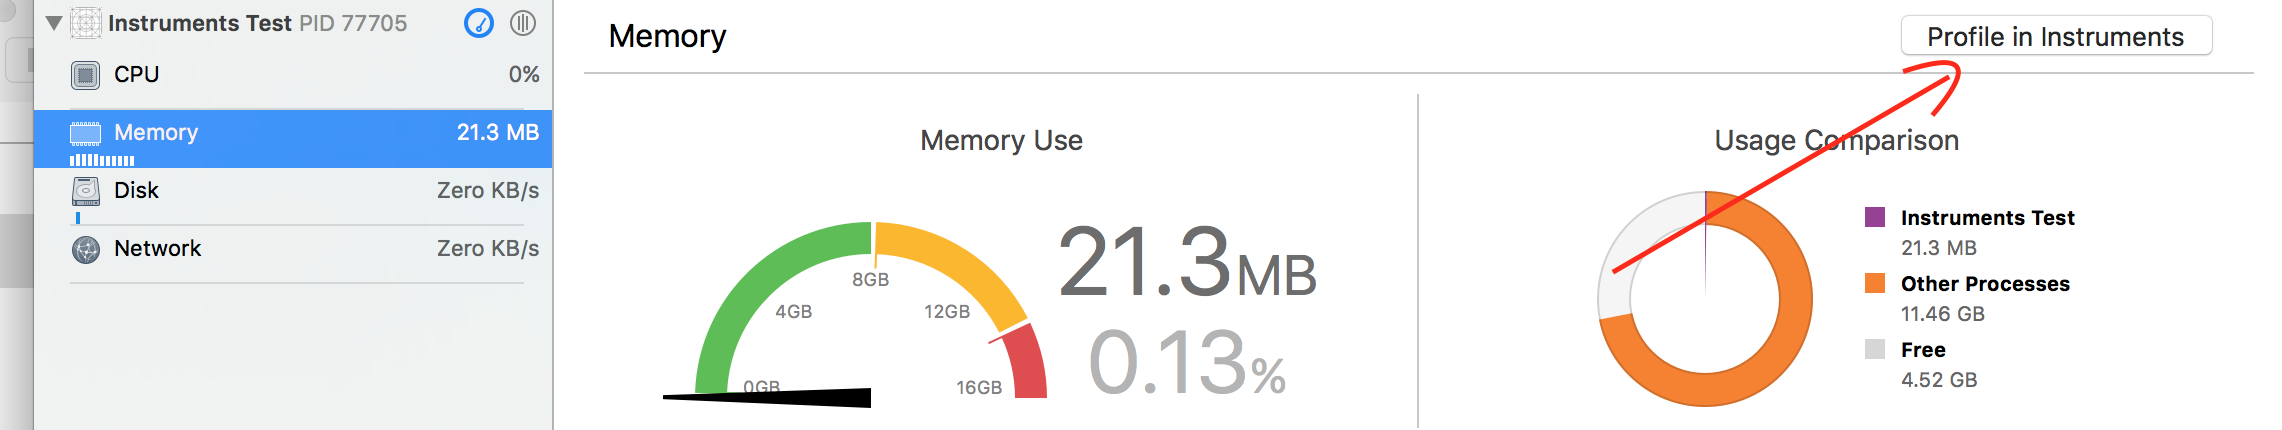 Instruments Test PID 77705
CPU 0%
Memory 21.3 MB
Disk Zero KB/s
Network Zero KB/s
Memory
Profile in Instruments
Memory Use
0GB
4GB
8GB
12GB
16GB
21.3MB
0.13%
Usage Comparison
Instruments Test
21.3 MB
Other Processes
11.46 GB
Free
4.52 GB